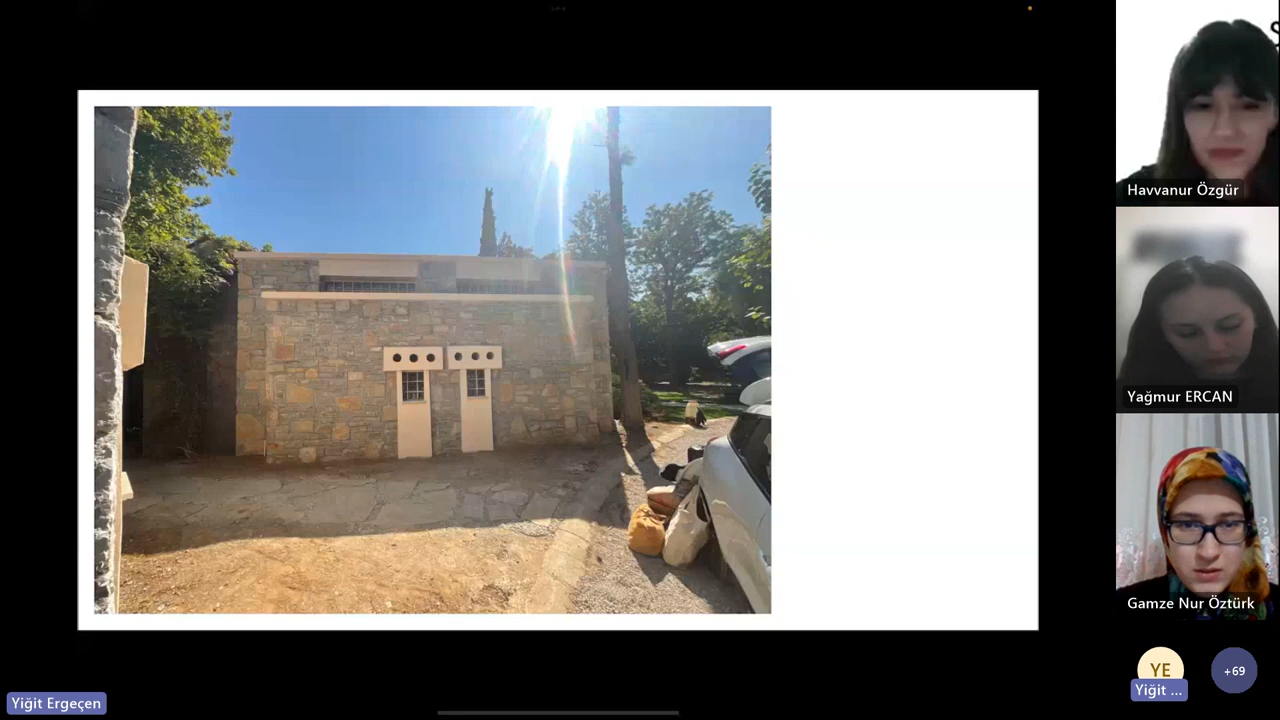 Havvanur Özgür
Yağmur ERCAN
Gamze Nur Öztürk
YE
+69
Yiğit ...
Yiğit Ergeçen